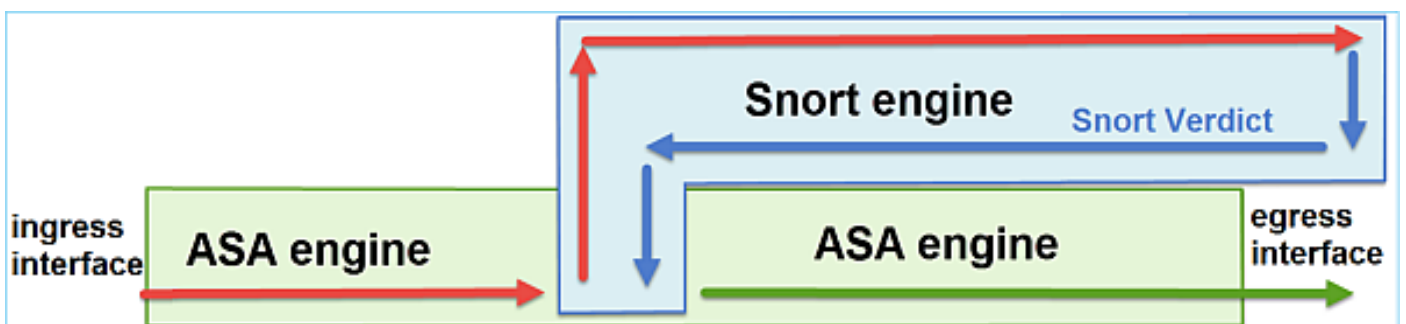 Snort engine
Snort Verdict
ingress
interface
ASA engine
ASA engine
egress
interface